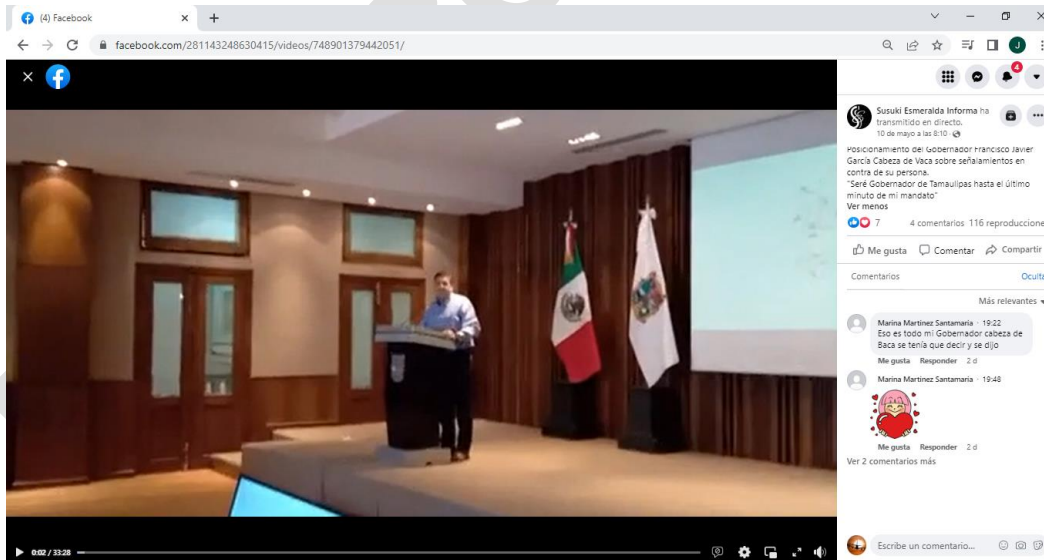 (4) Facebook
facebook.com/281143248630415/videos/748901379442051/
4
Susuki Esmeralda Informa ha
transmitido en directo.
10 de mayo a las 8:10
Posicionamiento del Gobernador Francisco Javier
García Cabeza de Vaca sobre señalamientos en
contra de su persona.
"Seré Gobernador de Tamaulipas hasta el último
minuto de mi mandato"
Ver menos
7 4 comentarios 116 reproduccione
Me gusta Comentar Compartir
Comentarios Oculta
Más relevantes
Marina Martinez Santamaria · 19:22
Eso es todo mi Gobernador cabeza de
Baca se tenía que decir y se dijo
Me gusta Responder 2 d
Marina Martinez Santamaria · 19:48
Me gusta Responder 2 d
Ver 2 comentarios más
0:02 / 33:28
Escribe un comentario...
J